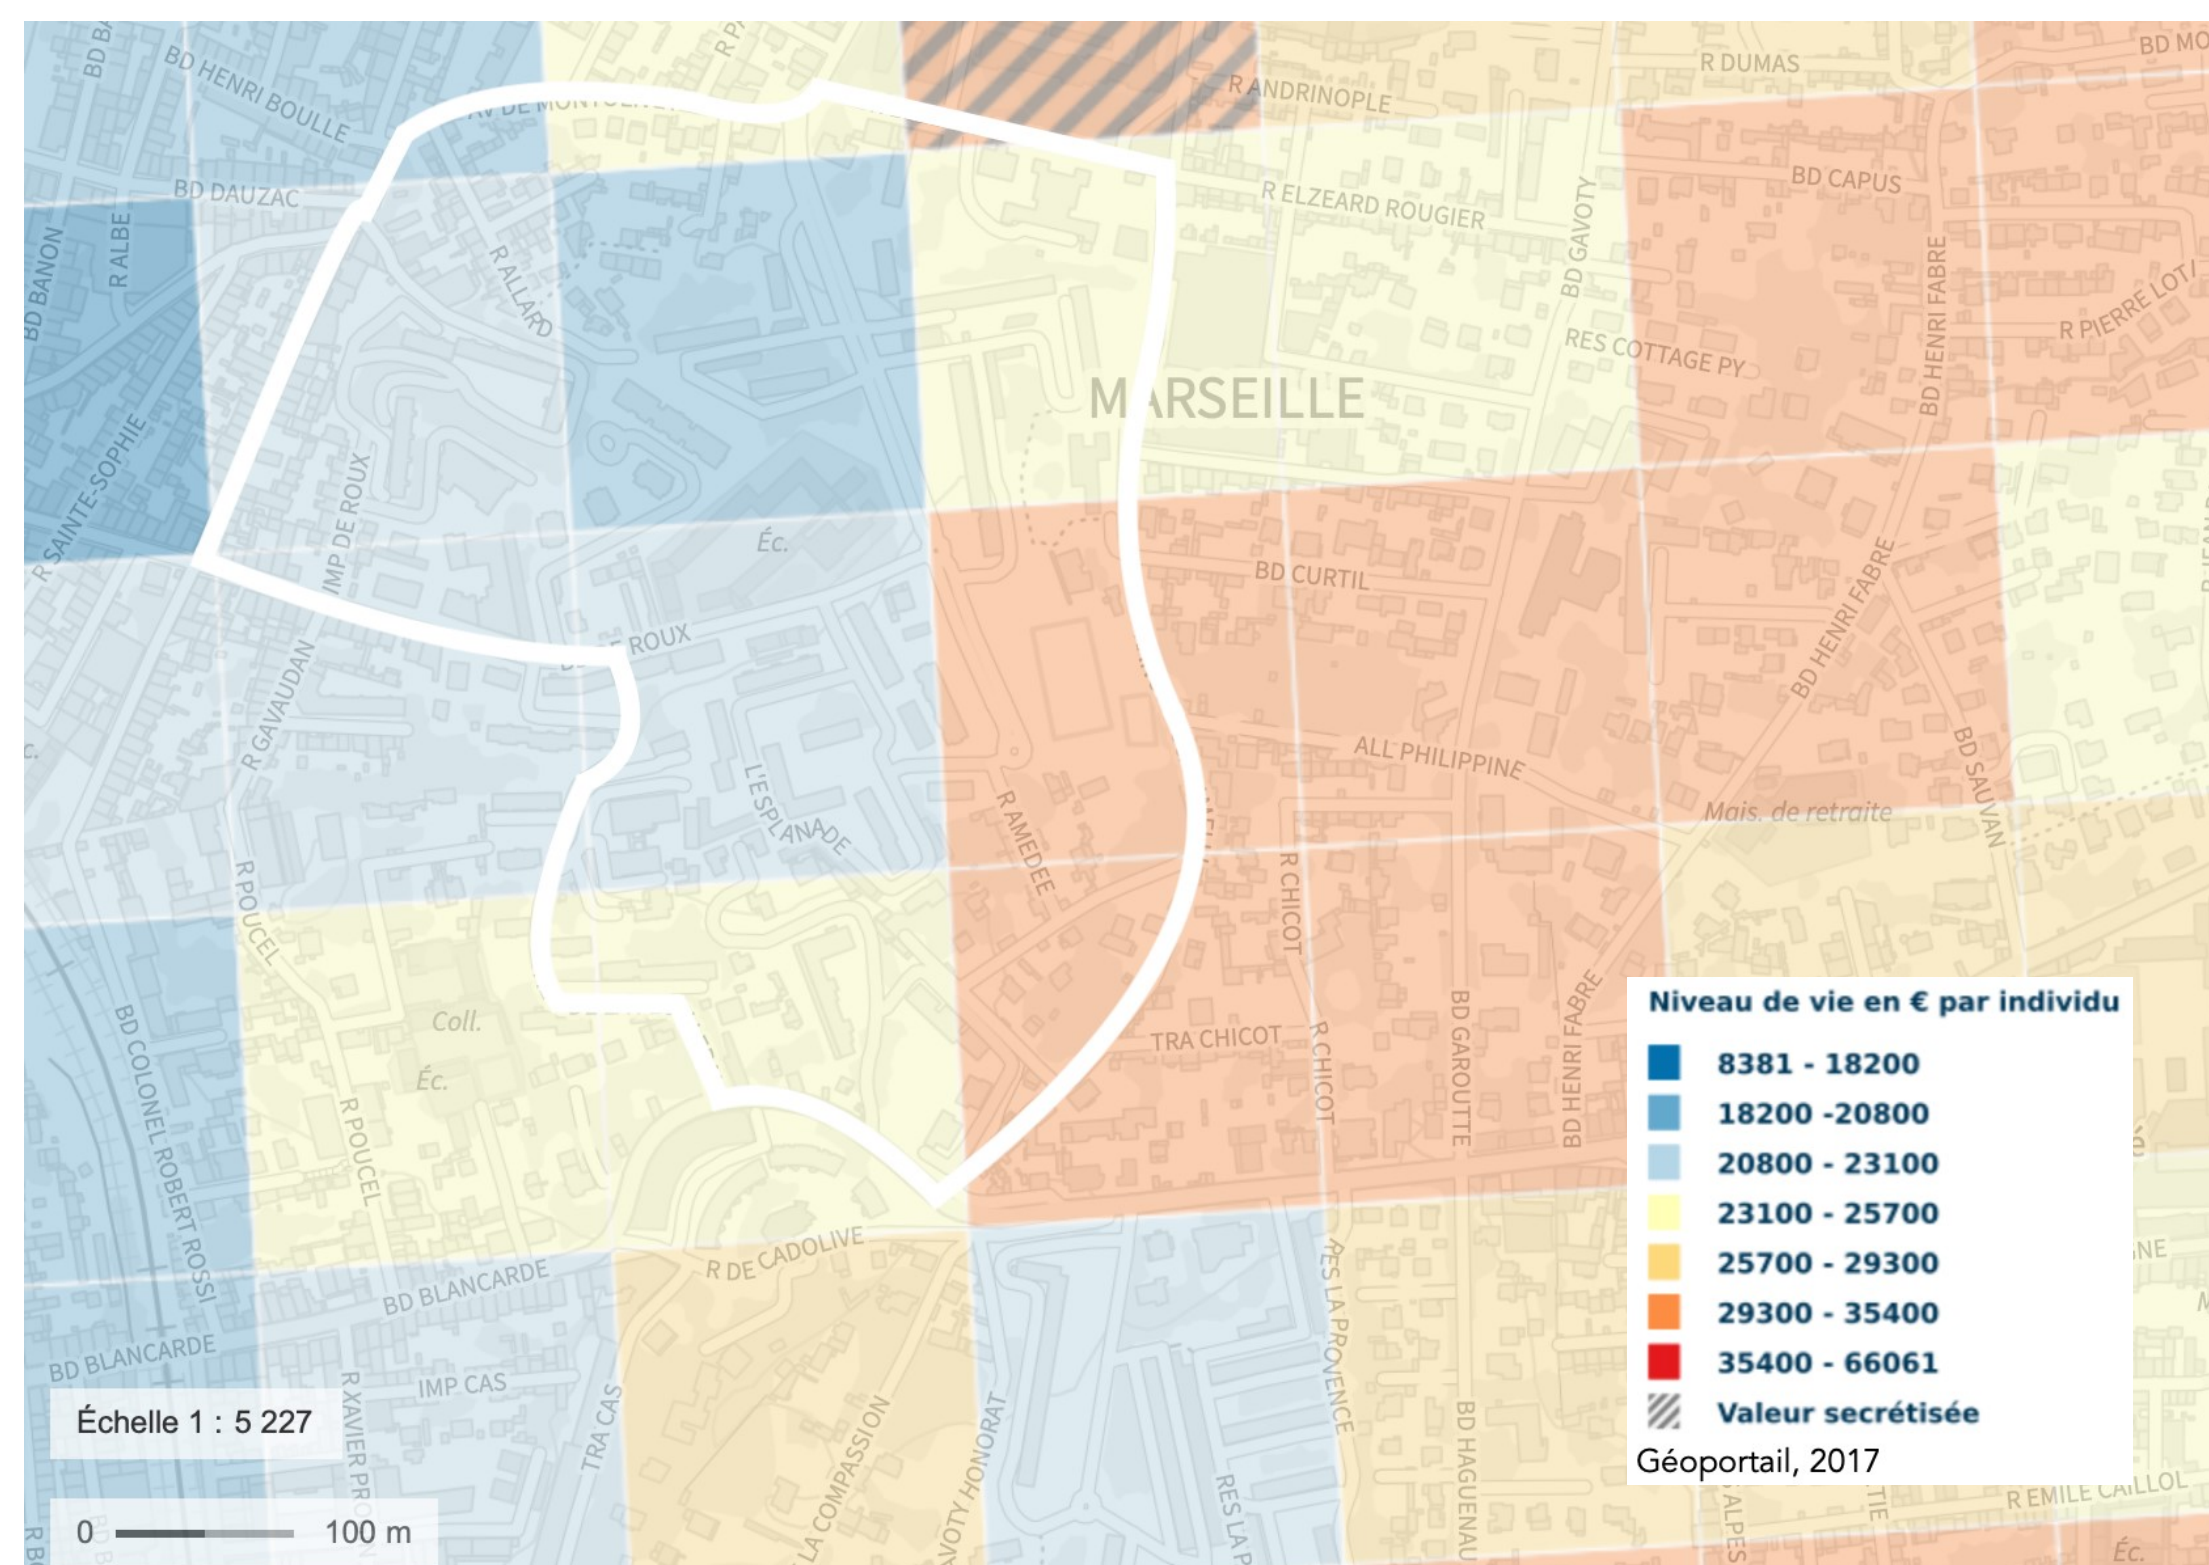 BD HENRI BOULLE
R ANDRINOPLE
R DUMAS
BD MO
BD DAUZAC
R ALBE
BD BANON
R ALLARD
R ELZEARD ROUGIER
BD GAVOTY
BD CAPUS
BD HENRI FABRE
R PIERRE LOTI
RES COTTAGE PY
MARSEILLE
R SAINTE-SOPHIE
IMP DE ROUX
Éc.
BD CURTIL
ROUX
R GAVAUDAN
BD HENRI FABRE
ALL PHILIPPINE
BD SAUVAN
Mais. de retraite
L'ESPLANADE
R AMEDEE
R CHICOT
R POUCEL
Coll.
Éc.
BD COLONEL ROBERT ROSSI
R POUCEL
TRA CHICOT
R CHICOT
BD GAROUTTE
BD HENRI FABRE
Niveau de vie en € par individu
8381 - 18200
18200 -20800
20800 - 23100
23100 - 25700
25700 - 29300
29300 - 35400
35400 - 66061
Valeur secrétisée
Géoportail, 2017
R DE CADOLIVE
BD BLANCARDE
BD BLANCARDE
IMP CAS
TRA CAS
RES LA PROVENCE
BD HAGUENAU
R EMILE CAILLOL
Éc.
Échelle 1 : 5 227
0 100 m